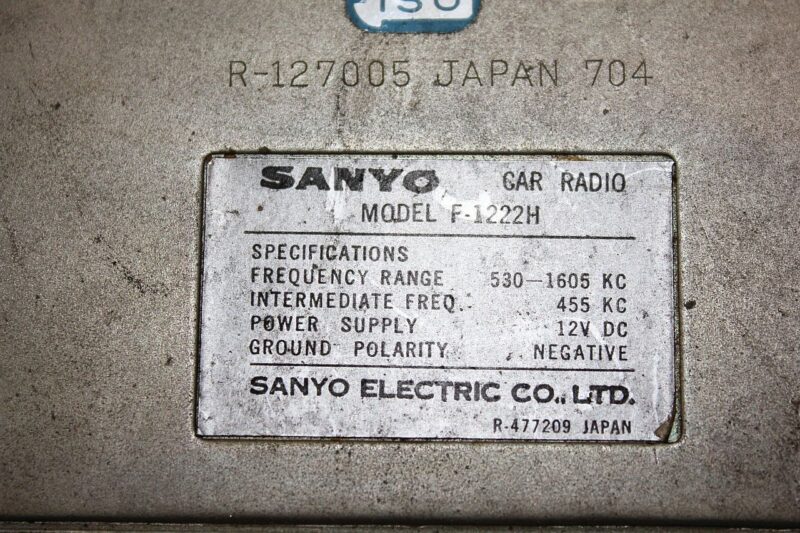 R-127005 JAPAN 704
SANYO CAR RADIO
MODEL F-1222H
SPECIFICATIONS
FREQUENCY RANGE 530-1605 KC
INTERMEDIATE FREQ. 455 KC
POWER SUPPLY 12V DC
GROUND POLARITY NEGATIVE
SANYO ELECTRIC CO., LTD.
R-477209 JAPAN